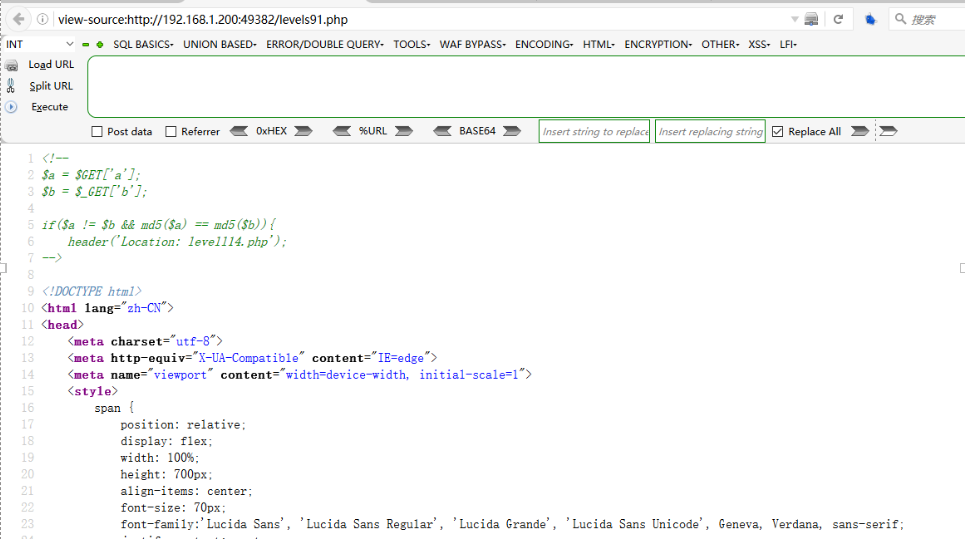 view-source:http://192.168.1.200:49382/levels91.php
搜索
INT SQL BASICS UNION BASED ERROR/DOUBLE QUERY TOOLS WAF BYPASS ENCODING HTML ENCRYPTION OTHER XSS LFI
Load URL
Split URL
Execute
Post data Referrer 0xHEX %URL BASE64 Insert string to replace Insert replacing string Replace All
1 <!--
2 $a = $GET['a'];
3 $b = $_GET['b'];
4
5 if($a != $b && md5($a) == md5($b)){
6 header('Location: levell14.php');
7 -->
8
9 <!DOCTYPE html>
10 <html lang="zh-CN">
11 <head>
12 <meta charset="utf-8">
13 <meta http-equiv="X-UA-Compatible" content="IE=edge">
14 <meta name="viewport" content="width=device-width, initial-scale=1">
15 <style>
16 span {
17 position: relative;
18 display: flex;
19 width: 100%;
20 height: 700px;
21 align-items: center;
22 font-size: 70px;
23 font-family:'Lucida Sans', 'Lucida Sans Regular', 'Lucida Grande', 'Lucida Sans Unicode', Geneva, Verdana, sans-serif;